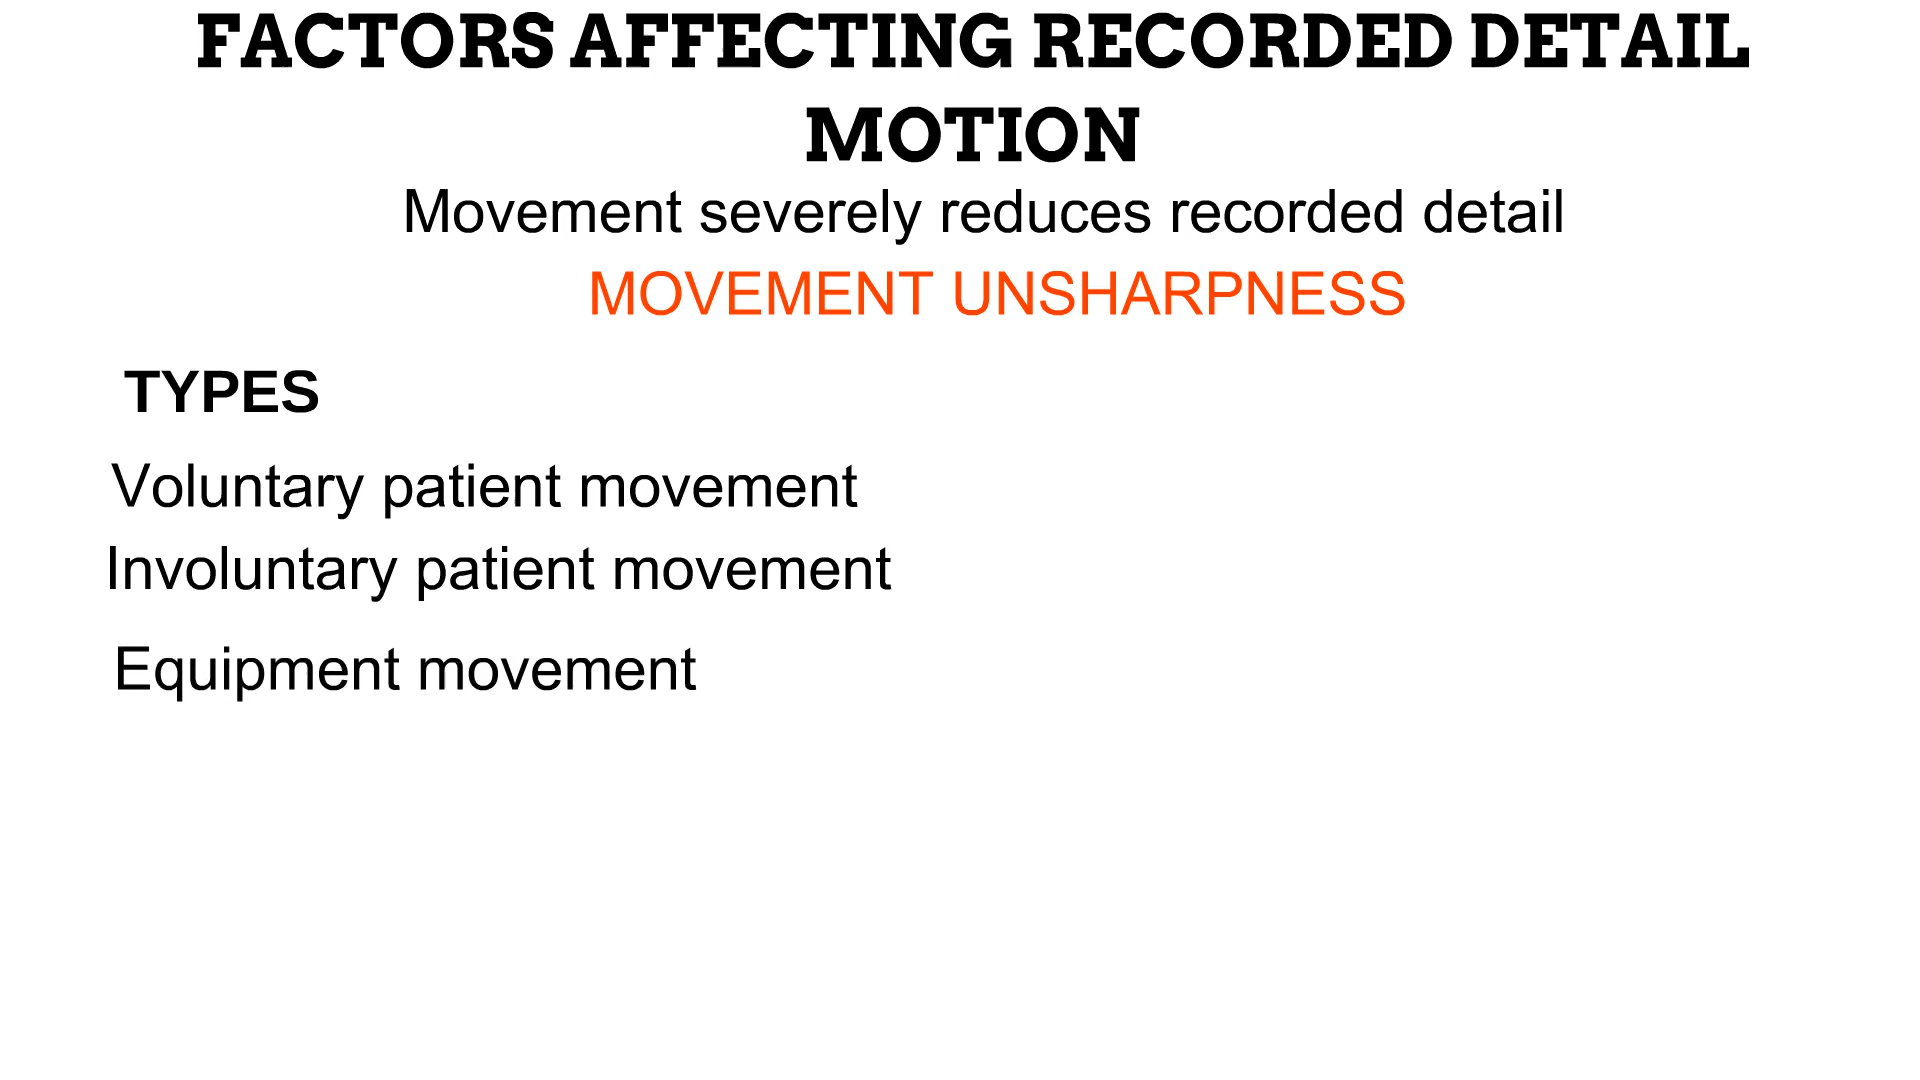 FACTORS AFFECTING RECORDED DETAIL
MOTION
Movement severely reduces recorded detail
MOVEMENT UNSHARPNESS
TYPES
Voluntary patient movement
Involuntary patient movement
Equipment movement